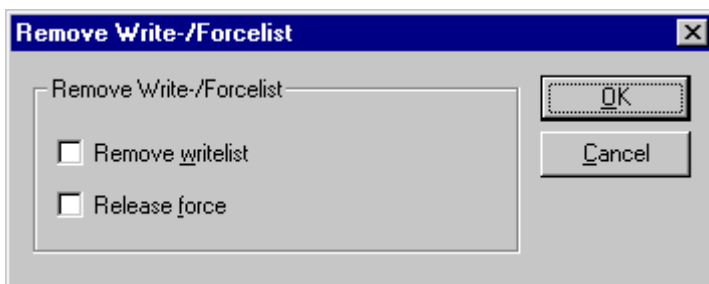 Remove Write-/Forcelist
Remove Write-/Forcelist
OK
Remove writelist
Cancel
Release force